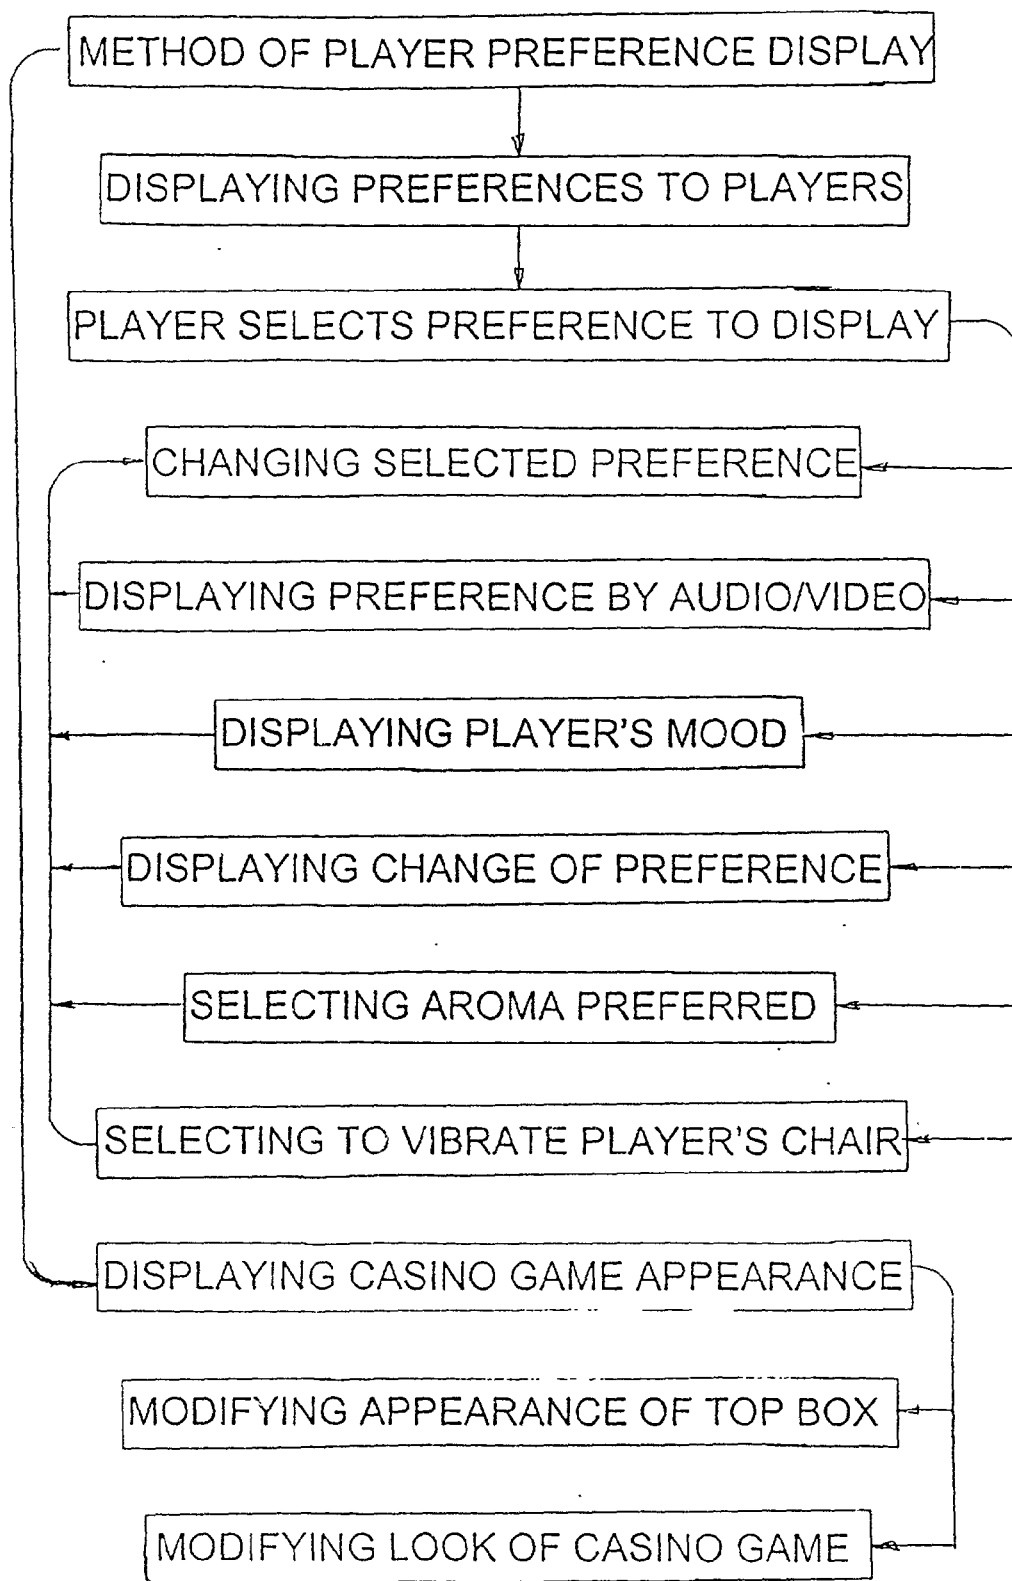 METHOD OF PLAYER PREFERENCE DISPLAY
DISPLAYING PREFERENCES TO PLAYERS
PLAYER SELECTS PREFERENCE TO DISPLAY
CHANGING SELECTED PREFERENCE
DISPLAYING PREFERENCE BY AUDIO/VIDEO
DISPLAYING PLAYER'S MOOD
DISPLAYING CHANGE OF PREFERENCE
SELECTING AROMA PREFERRED
SELECTING TO VIBRATE PLAYER'S CHAIR
DISPLAYING CASINO GAME APPEARANCE
MODIFYING APPEARANCE OF TOP BOX
MODIFYING LOOK OF CASINO GAME